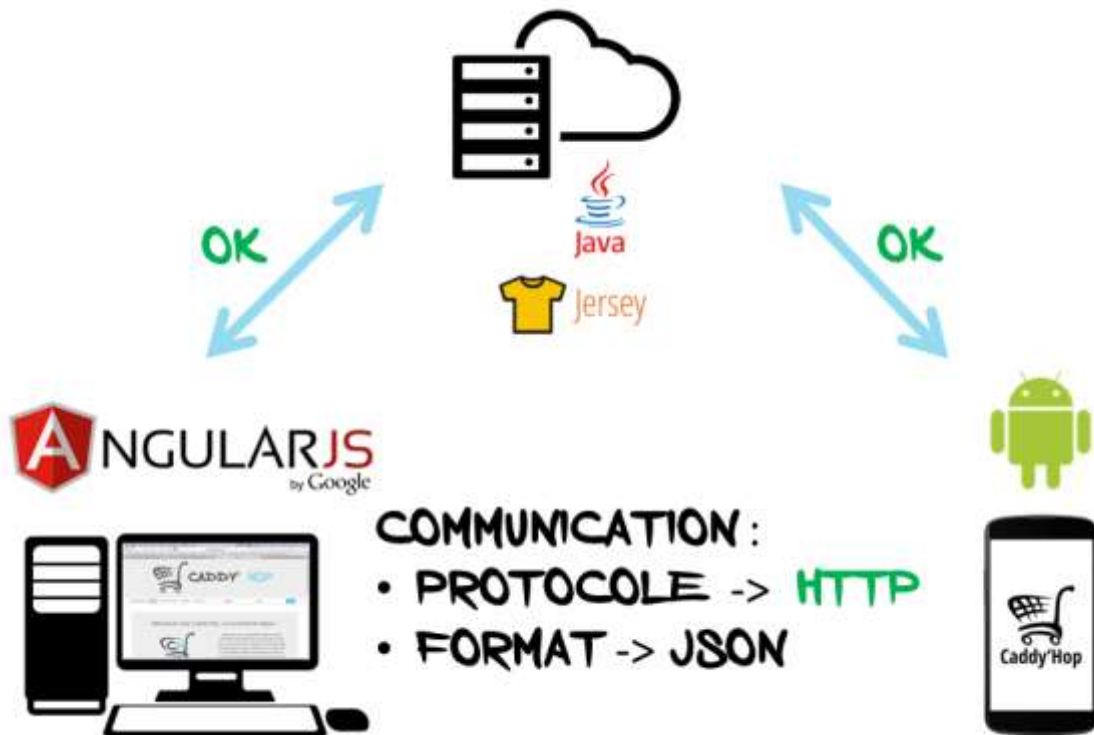 Java
Jersey
OK
OK
ANGULARJS
by Google
COMMUNICATION :
• PROTOCOLE -> HTTP
• FORMAT -> JSON
CADDY' HOP
Caddy'Hop